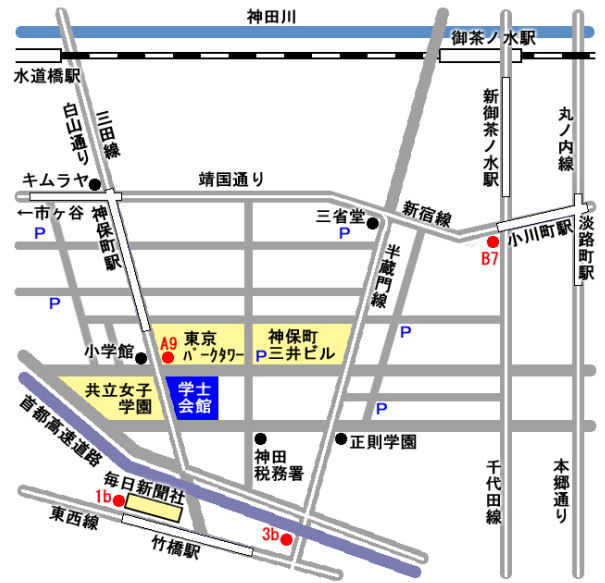 神田川
御茶ノ水駅
水道橋駅
白山通り
三田線
新御茶ノ水駅
丸ノ内線
キムラヤ
靖国通り
←市ヶ谷
P
神保町駅
三省堂
P
新宿線
小川町駅
B7
淡路町駅
半蔵門線
P
P
小学館
A9
東京
パークタワー
P
神保町
三井ビル
共立女子
学園
学士
会館
P
首都高速道路
神田
税務署
正則学園
千代田線
本郷通り
毎日新聞社
1b
東西線
竹橋駅
3b